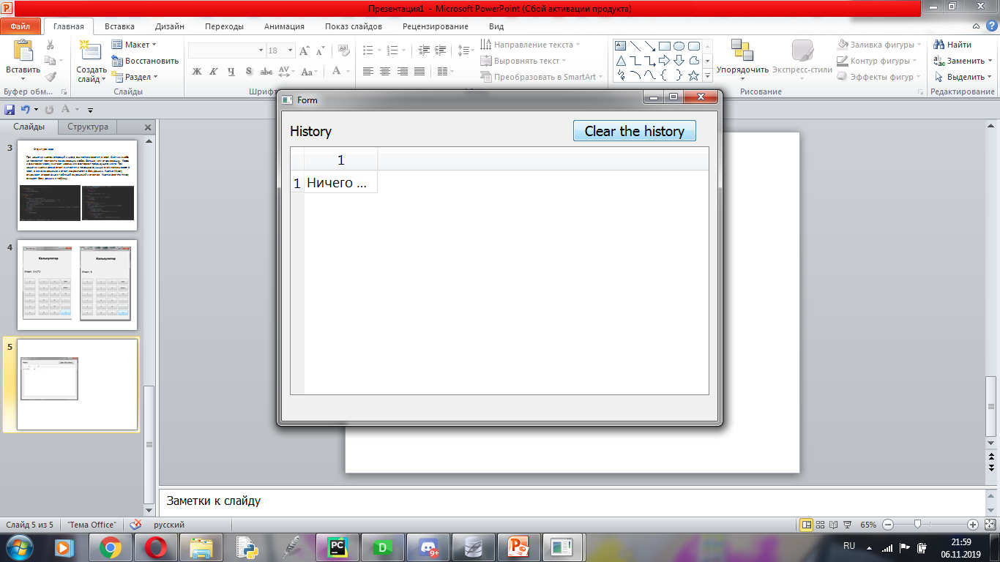 Презентация1 - Microsoft PowerPoint (Сбой активации продукта)
Файл Главная Вставка Дизайн Переходы Анимация Показ слайдов Рецензирование Вид
Вставить
Буфер обм...
Создать слайд
Макет
Восстановить
Раздел
Слайды
18
Ж К Ч S abc AV Aa А
Шрифт
Направление текста
Выровнять текст
Преобразовать в SmartArt
Упорядочить
Экспресс-стили
Заливка фигуры
Контур фигуры
Эффекты фигур
Рисование
Найти
Заменить
Выделить
Редактирование
Слайды Структура
3
4
Калькулятор
Калькулятор
5
Form
History
Clear the history
1
1 Ничего ...
Заметки к слайду
Слайд 5 из 5 "Тема Office" русский 65%
RU 21:59
06.11.2019